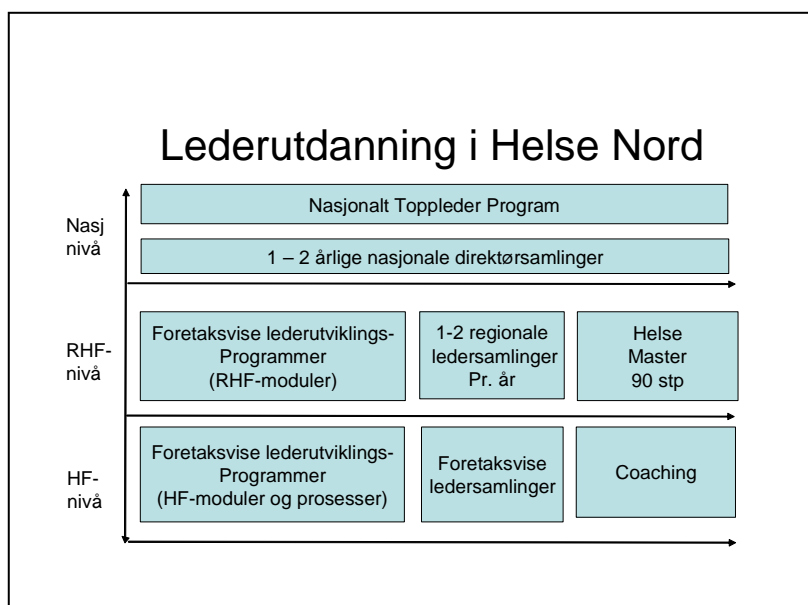 Lederutdanning i Helse Nord
Nasj
nivå
Nasjonalt Toppleder Program
1 – 2 årlige nasjonale direktørsamlinger
RHF-
nivå
Foretaksvise lederutviklings-
Programmer
(RHF-moduler)
1-2 regionale
ledersamlinger
Pr. år
Helse
Master
90 stp
HF-
nivå
Foretaksvise lederutviklings-
Programmer
(HF-moduler og prosesser)
Foretaksvise
ledersamlinger
Coaching